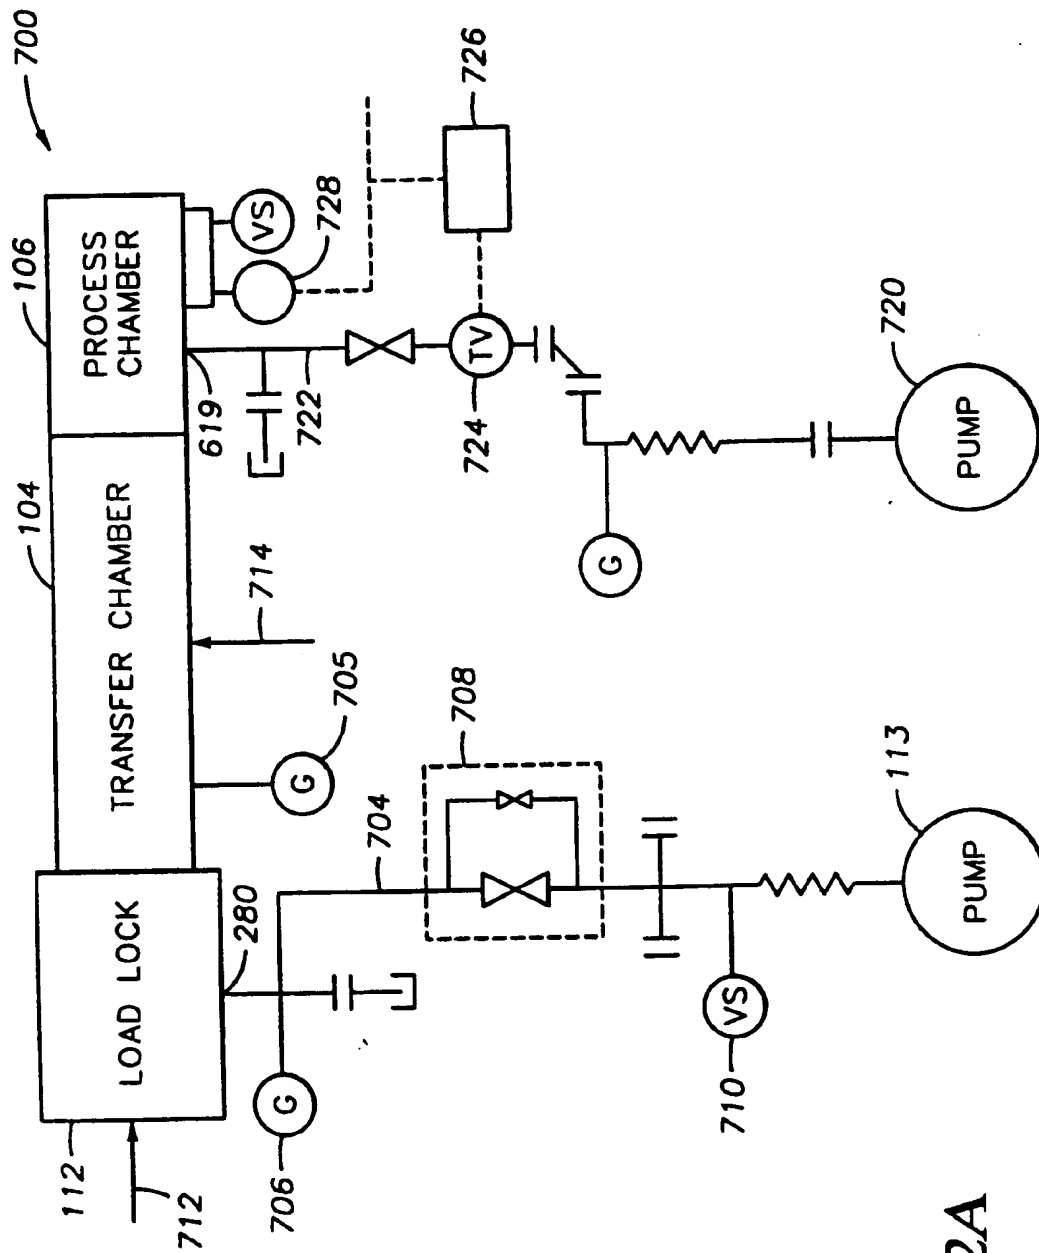 700
106
PROCESS
CHAMBER
VS
728
726
619
722
TV
724
G
720
PUMP
104
TRANSFER CHAMBER
714
G
705
708
704
113
PUMP
LOAD LOCK
112
712
280
G
706
VS
710
2A